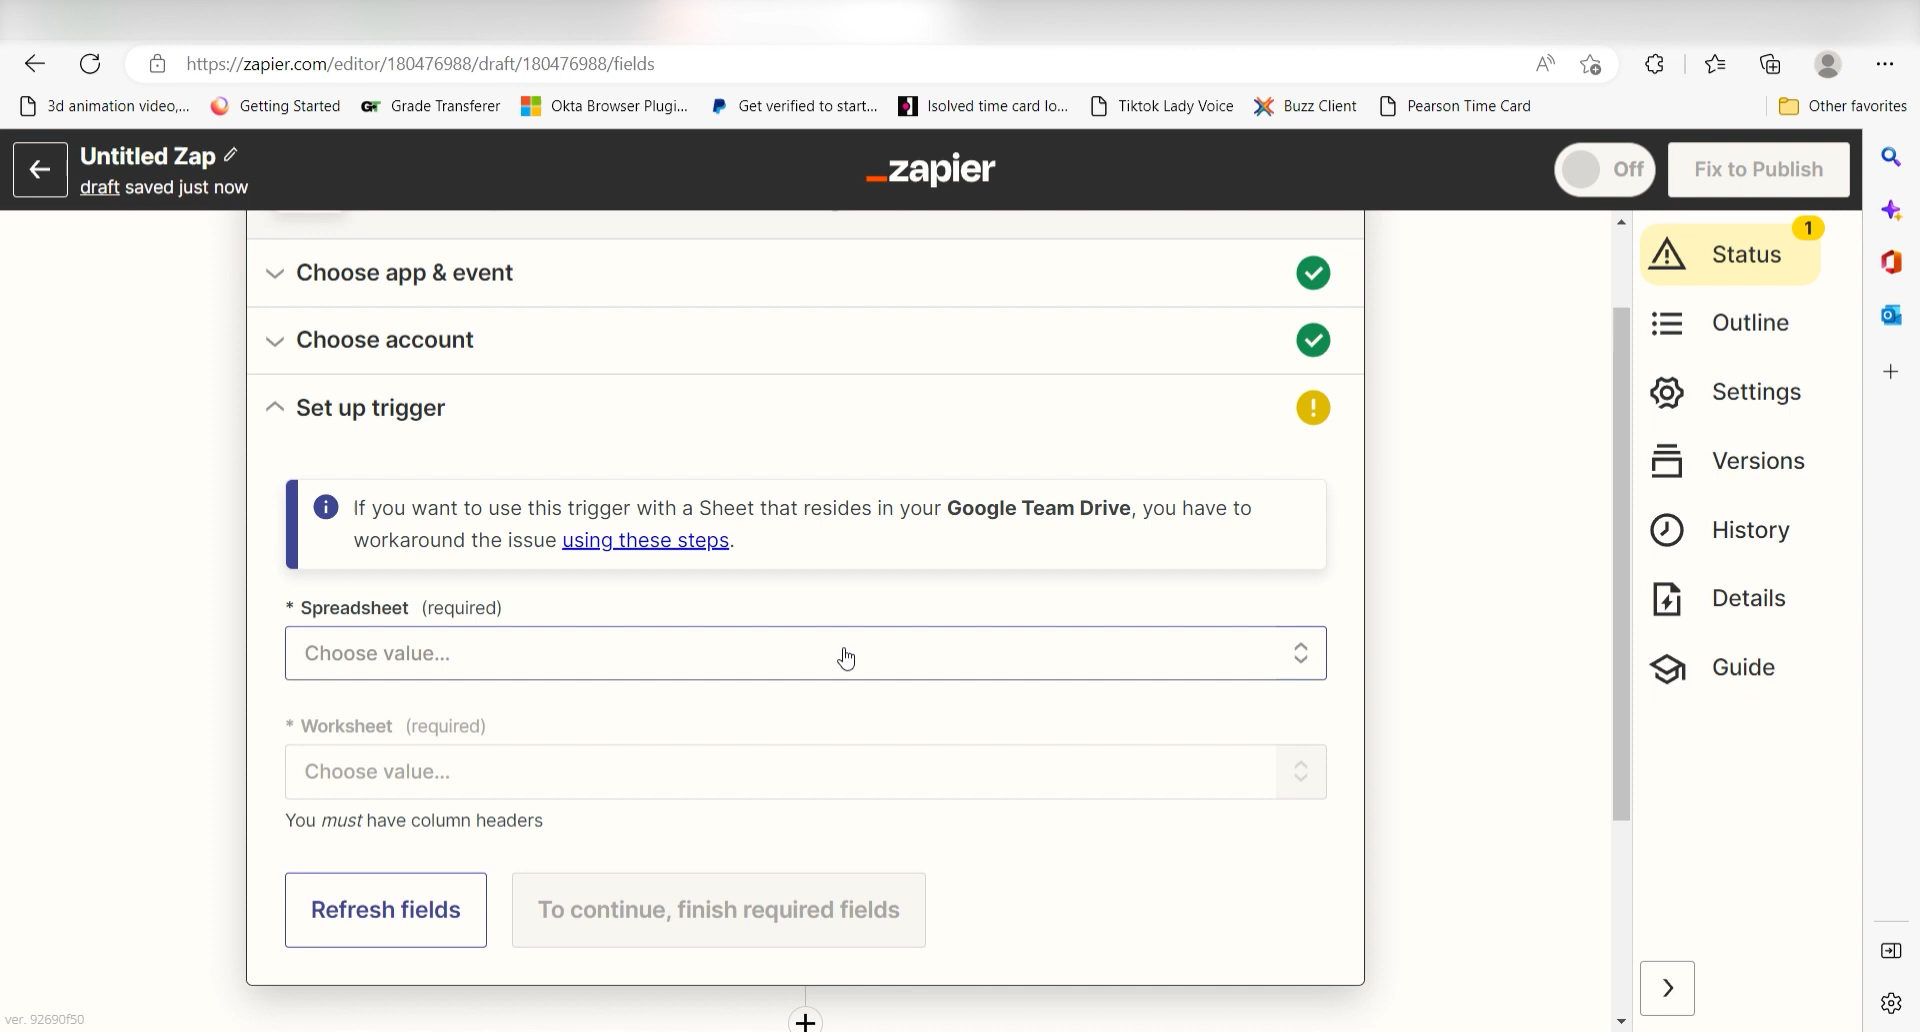 https://zapier.com/editor/180476988/draft/180476988/fields
3d animation video,... Getting Started Grade Transferer Okta Browser Plugi... Get verified to start... Isolved time card lo... Tiktok Lady Voice Buzz Client Pearson Time Card Other favorites
Untitled Zap
draft saved just now
zapier
Off
Fix to Publish
Choose app & event
Choose account
Set up trigger
If you want to use this trigger with a Sheet that resides in your Google Team Drive, you have to
workaround the issue using these steps.
* Spreadsheet (required)
Choose value...
* Worksheet (required)
Choose value...
You must have column headers
Refresh fields
To continue, finish required fields
1
Status
Outline
Settings
Versions
History
Details
Guide
ver. 92690f50